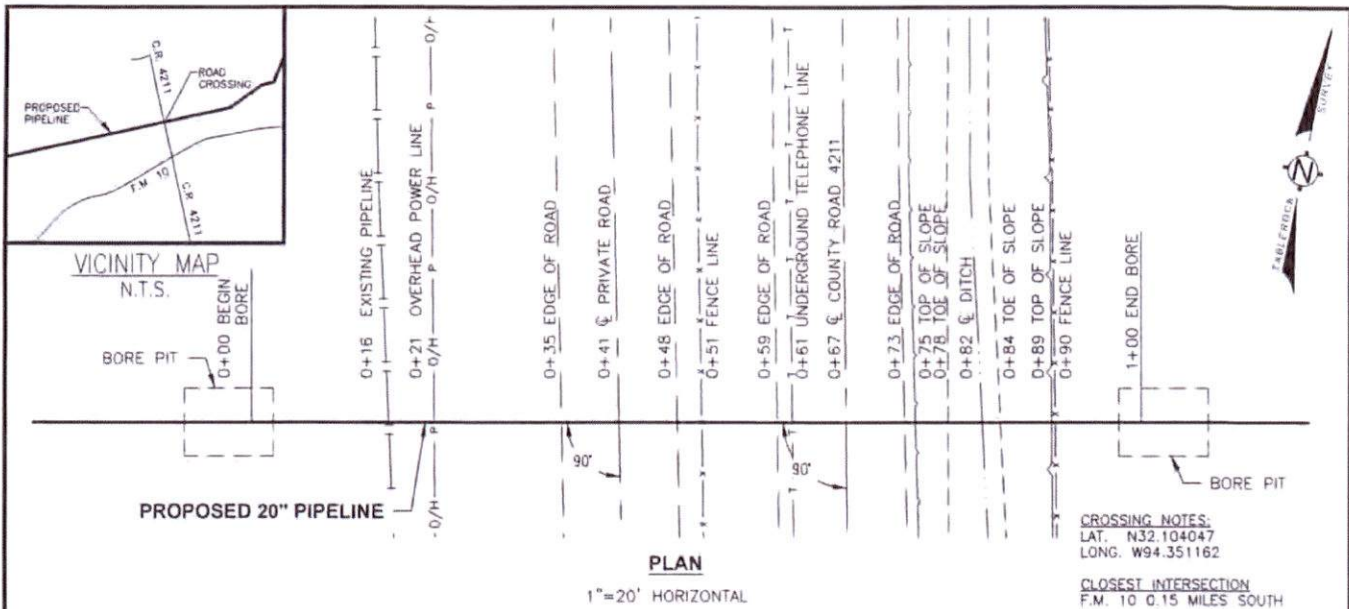 C.R. 4211
ROAD
CROSSING
PROPOSED
PIPELINE
F.M. 10
C.R. 4211
VICINITY MAP
N.T.S.
0+00 BEGIN
BORE
BORE PIT
0+16 EXISTING PIPELINE
0+21 OVERHEAD POWER LINE
O/H P O/H P O/H
O/H P
0+35 EDGE OF ROAD
0+41 ℄ PRIVATE ROAD
0+48 EDGE OF ROAD
0+51 FENCE LINE
0+59 EDGE OF ROAD
0+61 UNDERGROUND TELEPHONE LINE
T T T T T T T
0+67 ℄ COUNTY ROAD 4211
0+73 EDGE OF ROAD
0+75 TOP OF SLOPE
0+78 TOE OF SLOPE
0+82 ℄ DITCH
0+84 TOE OF SLOPE
0+89 TOP OF SLOPE
0+90 FENCE LINE
1+00 END BORE
TABLEROCK N SURVEY
90°
90°
BORE PIT
PROPOSED 20" PIPELINE
PLAN
1"=20' HORIZONTAL
CROSSING NOTES:
LAT. N32.104047
LONG. W94.351162
CLOSEST INTERSECTION
F.M. 10 0.15 MILES SOUTH